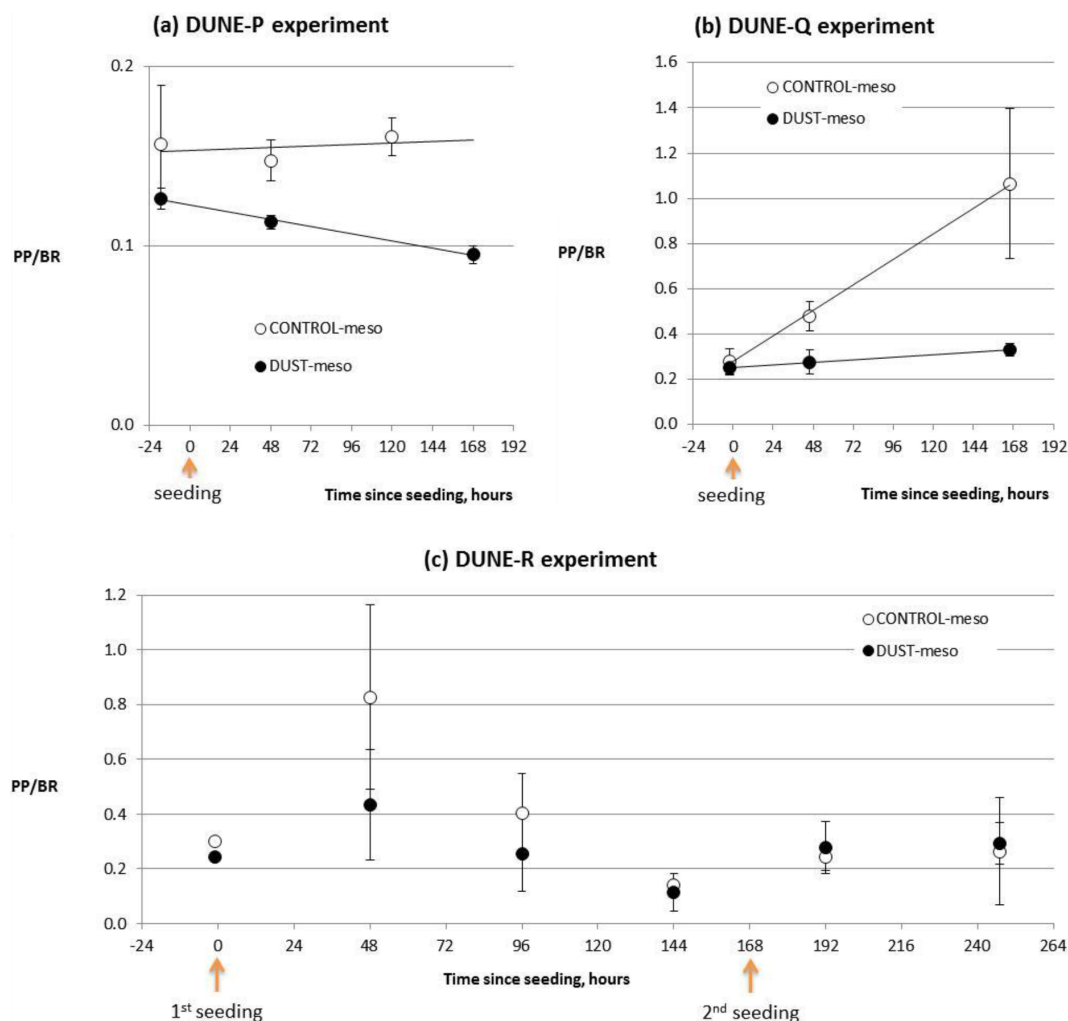 (a) DUNE-P experiment
0.2
0.1
0.0
PP/BR
CONTROL-meso
DUST-meso
-24 0 24 48 72 96 120 144 168 192
seeding
Time since seeding, hours
(b) DUNE-Q experiment
1.6
1.4
1.2
1.0
0.8
0.6
0.4
0.2
0.0
PP/BR
CONTROL-meso
DUST-meso
-24 0 24 48 72 96 120 144 168 192
seeding
Time since seeding, hours
(c) DUNE-R experiment
1.2
1.0
0.8
0.6
0.4
0.2
0.0
PP/BR
CONTROL-meso
DUST-meso
-24 0 24 48 72 96 120 144 168 192 216 240 264
Time since seeding, hours
1st seeding
2nd seeding